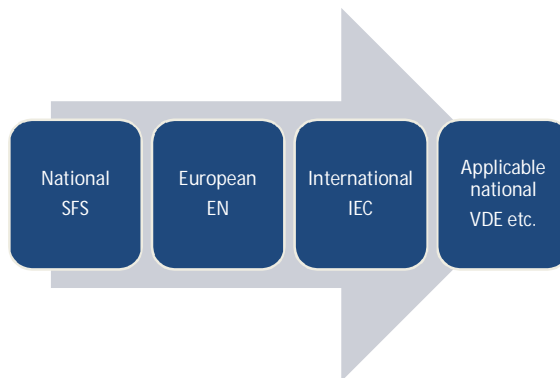 National
SFS
European
EN
International
IEC
Applicable
national
VDE etc.